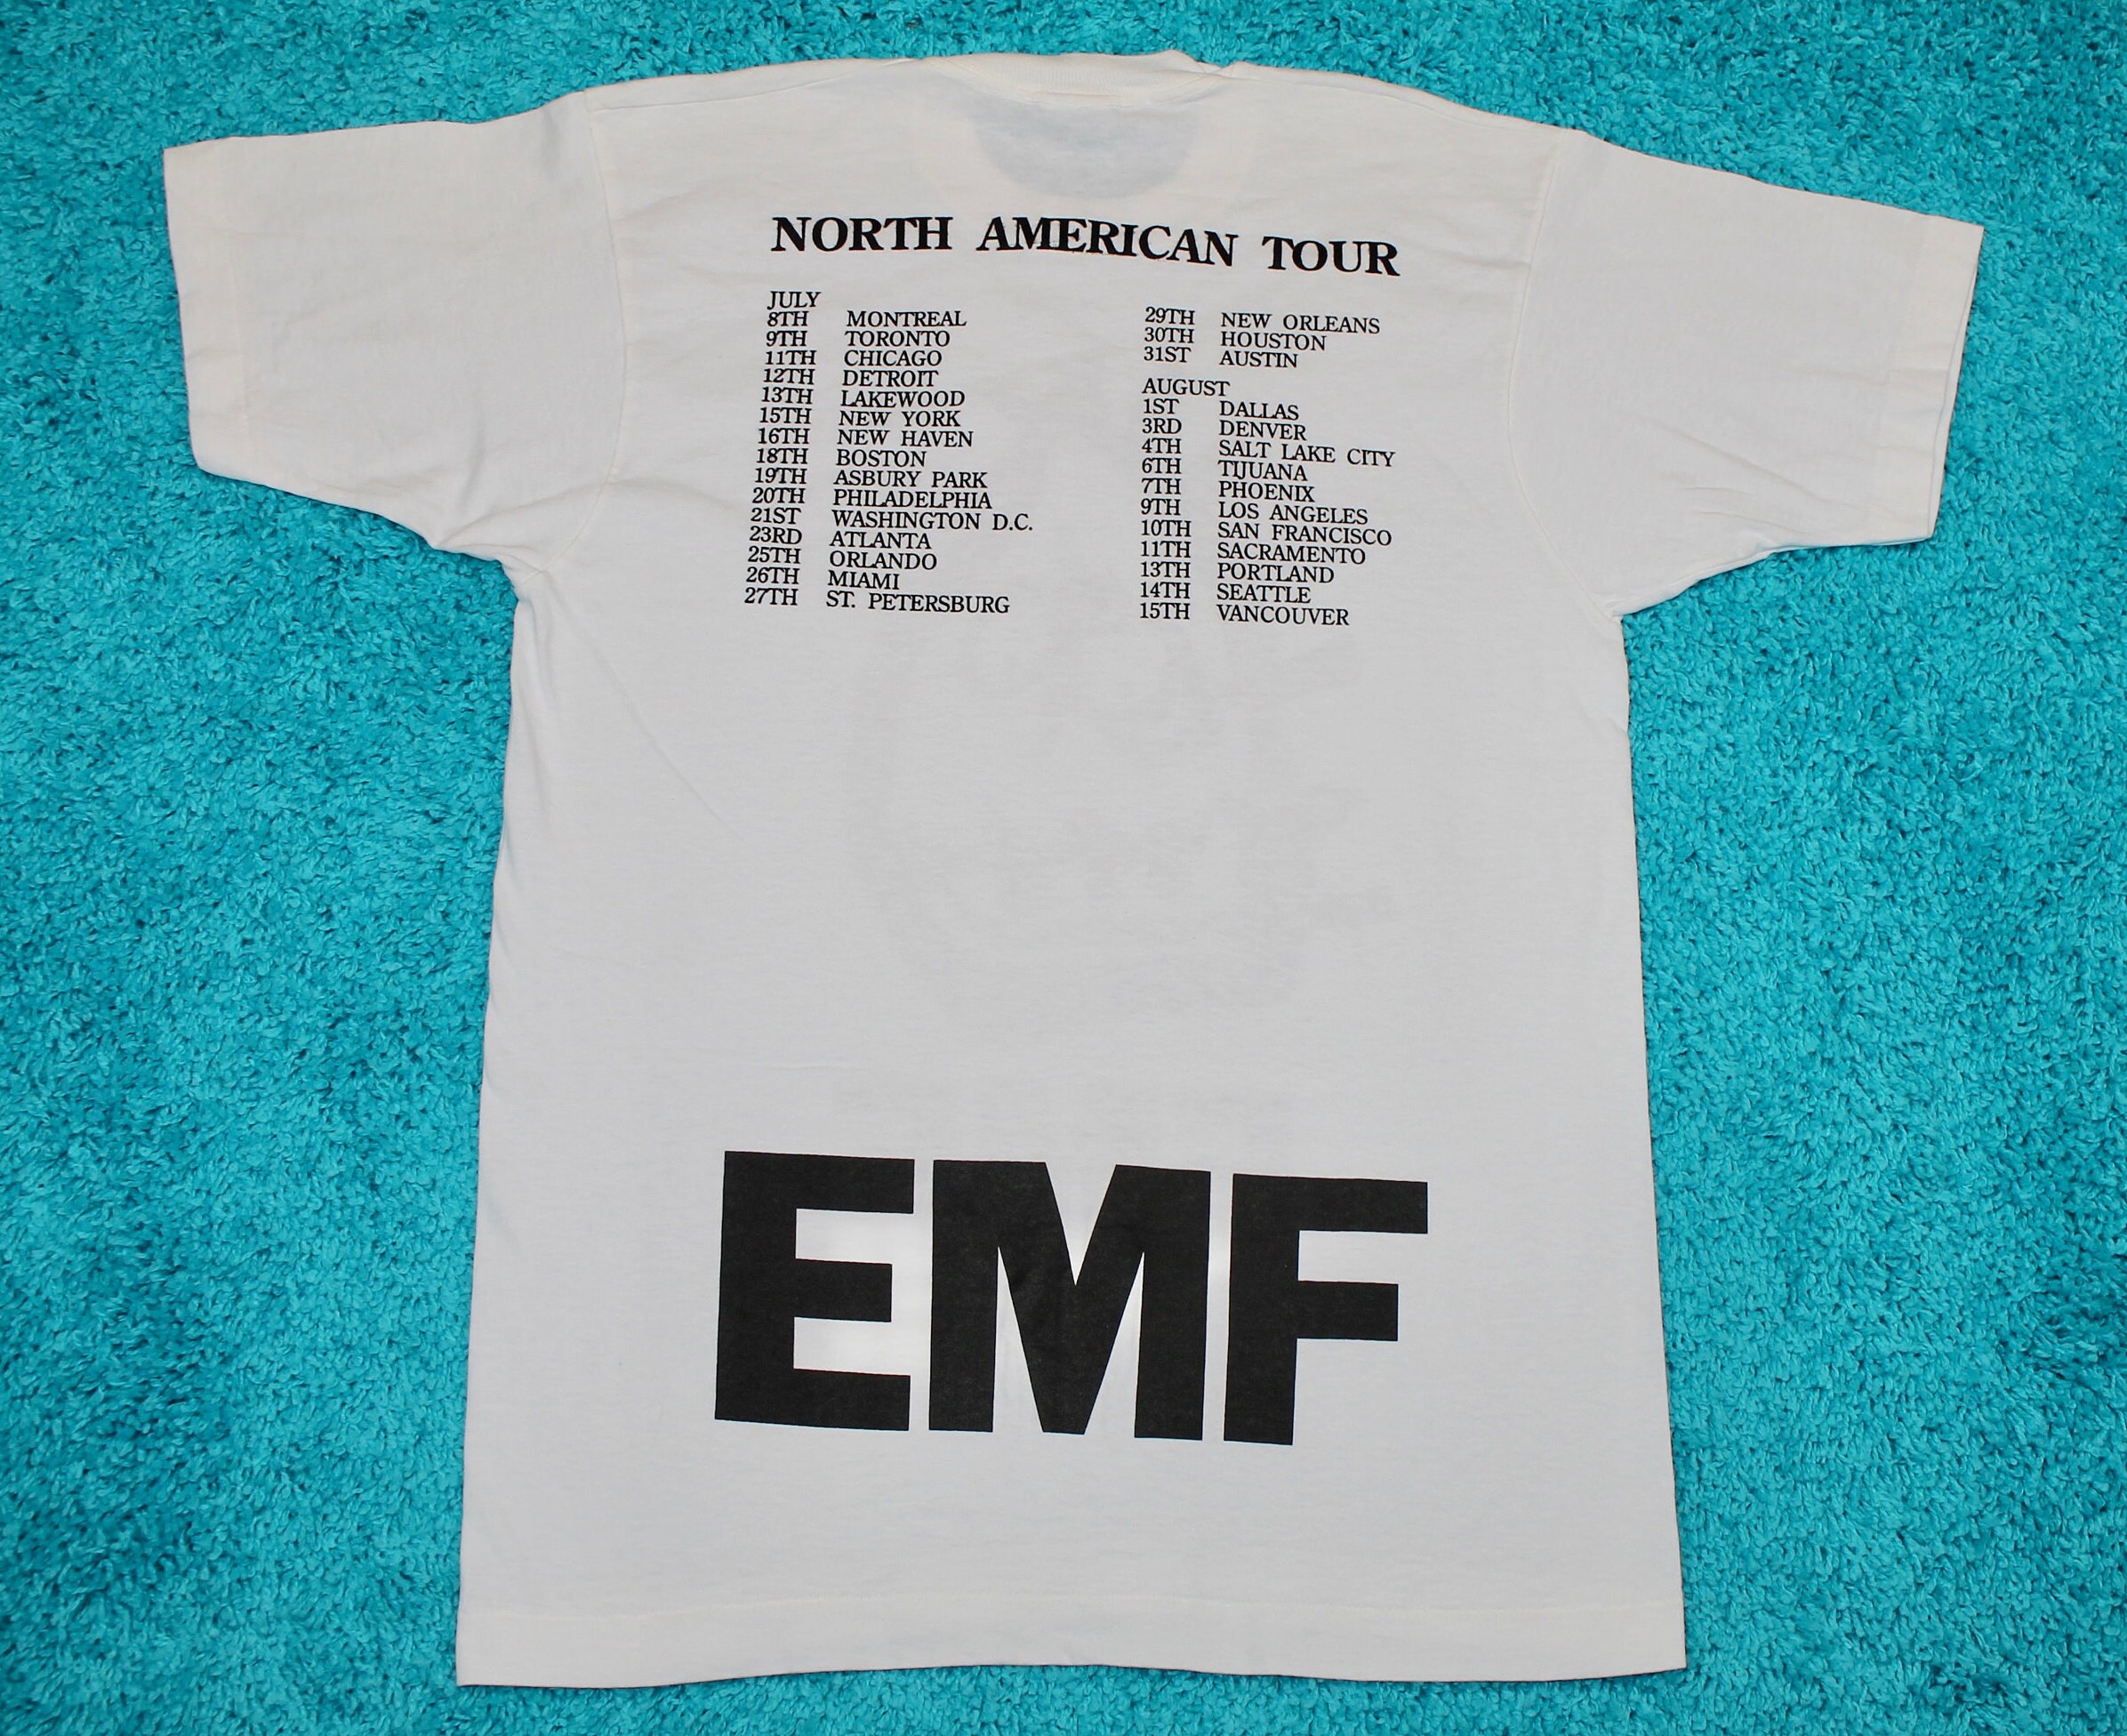 NORTH AMERICAN TOUR
JULY
8TH MONTREAL
9TH TORONTO
11TH CHICAGO
12TH DETROIT
13TH LAKEWOOD
15TH NEW YORK
16TH NEW HAVEN
18TH BOSTON
19TH ASBURY PARK
20TH PHILADELPHIA
21ST WASHINGTON D.C.
23RD ATLANTA
25TH ORLANDO
26TH MIAMI
27TH ST. PETERSBURG
29TH NEW ORLEANS
30TH HOUSTON
31ST AUSTIN
AUGUST
1ST DALLAS
3RD DENVER
4TH SALT LAKE CITY
6TH TIJUANA
7TH PHOENIX
9TH LOS ANGELES
10TH SAN FRANCISCO
11TH SACRAMENTO
13TH PORTLAND
14TH SEATTLE
15TH VANCOUVER
EMF